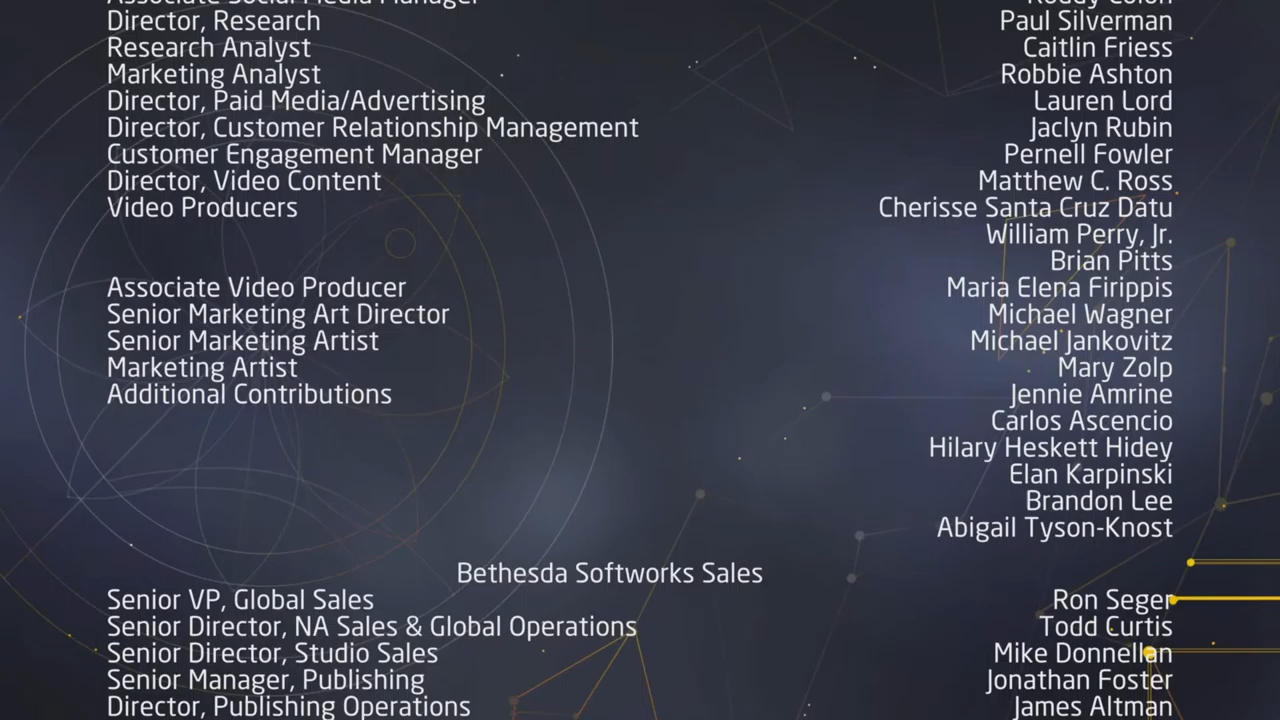 Associate Social Media Manager Roddy Colon
Director, Research Paul Silverman
Research Analyst Caitlin Friess
Marketing Analyst Robbie Ashton
Director, Paid Media/Advertising Lauren Lord
Director, Customer Relationship Management Jaclyn Rubin
Customer Engagement Manager Pernell Fowler
Director, Video Content Matthew C. Ross
Video Producers Cherisse Santa Cruz Datu
William Perry, Jr.
Brian Pitts
Associate Video Producer Maria Elena Firippis
Senior Marketing Art Director Michael Wagner
Senior Marketing Artist Michael Jankovitz
Marketing Artist Mary Zolp
Additional Contributions Jennie Amrine
Carlos Ascencio
Hilary Heskett Hidey
Elan Karpinski
Brandon Lee
Abigail Tyson-Knost
Bethesda Softworks Sales
Senior VP, Global Sales Ron Seger
Senior Director, NA Sales & Global Operations Todd Curtis
Senior Director, Studio Sales Mike Donnellan
Senior Manager, Publishing Jonathan Foster
Director, Publishing Operations James Altman